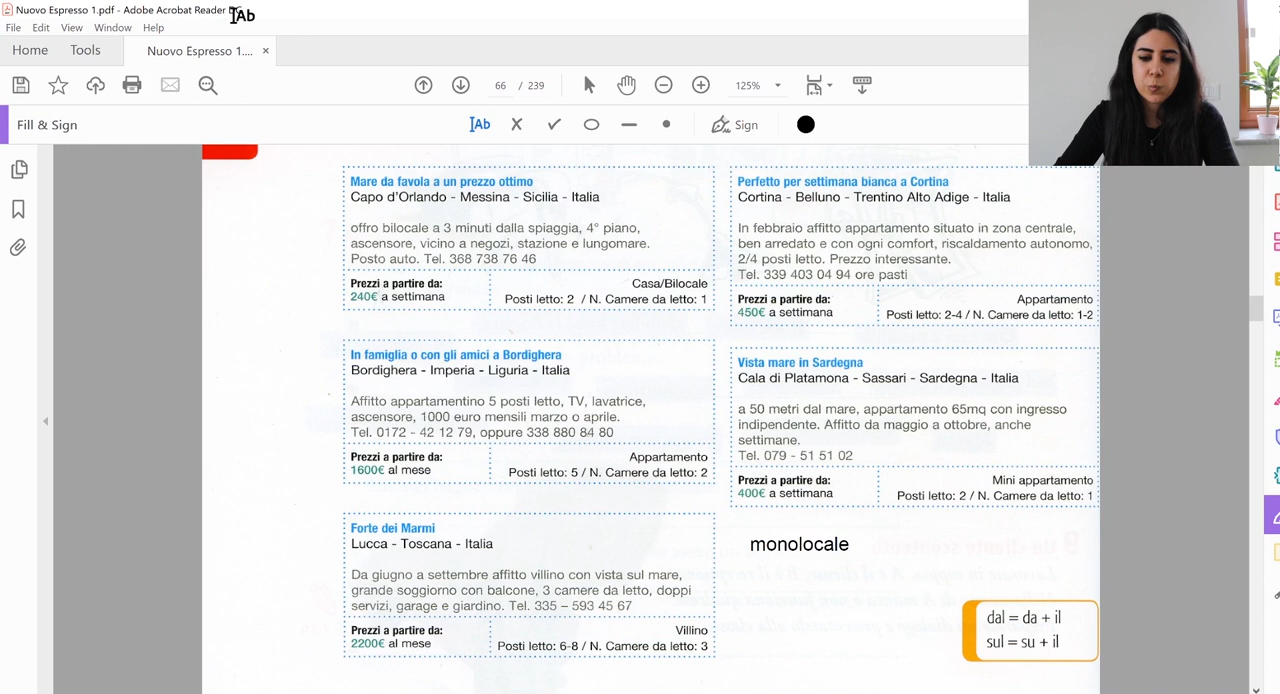 Nuovo Espresso 1.pdf - Adobe Acrobat Reader
Ab
File Edit View Window Help
Home Tools Nuovo Espresso 1.... ×
66 / 239 125%
Fill & Sign
Ab Sign
Mare da favola a un prezzo ottimo
Capo d'Orlando - Messina - Sicilia - Italia
offro bilocale a 3 minuti dalla spiaggia, 4° piano,
ascensore, vicino a negozi, stazione e lungomare.
Posto auto. Tel. 368 738 76 46
Prezzi a partire da:
240€ a settimana
Casa/Bilocale
Posti letto: 2 / N. Camere da letto: 1
Perfetto per settimana bianca a Cortina
Cortina - Belluno - Trentino Alto Adige - Italia
In febbraio affitto appartamento situato in zona centrale,
ben arredato e con ogni comfort, riscaldamento autonomo,
2/4 posti letto. Prezzo interessante.
Tel. 339 403 04 94 ore pasti
Prezzi a partire da:
450€ a settimana
Appartamento
Posti letto: 2-4 / N. Camere da letto: 1-2
In famiglia o con gli amici a Bordighera
Bordighera - Imperia - Liguria - Italia
Affitto appartamentino 5 posti letto, TV, lavatrice,
ascensore, 1000 euro mensili marzo o aprile.
Tel. 0172 - 42 12 79, oppure 338 880 84 80
Prezzi a partire da:
1600€ al mese
Appartamento
Posti letto: 5 / N. Camere da letto: 2
Vista mare in Sardegna
Cala di Platamona - Sassari - Sardegna - Italia
a 50 metri dal mare, appartamento 65mq con ingresso
indipendente. Affitto da maggio a ottobre, anche
settimane.
Tel. 079 - 51 51 02
Prezzi a partire da:
400€ a settimana
Mini appartamento
Posti letto: 2 / N. Camere da letto: 1
Forte dei Marmi
Lucca - Toscana - Italia
Da giugno a settembre affitto villino con vista sul mare,
grande soggiorno con balcone, 3 camere da letto, doppi
servizi, garage e giardino. Tel. 335 – 593 45 67
Prezzi a partire da:
2200€ al mese
Villino
Posti letto: 6-8 / N. Camere da letto: 3
monolocale
dal = da + il
sul = su + il